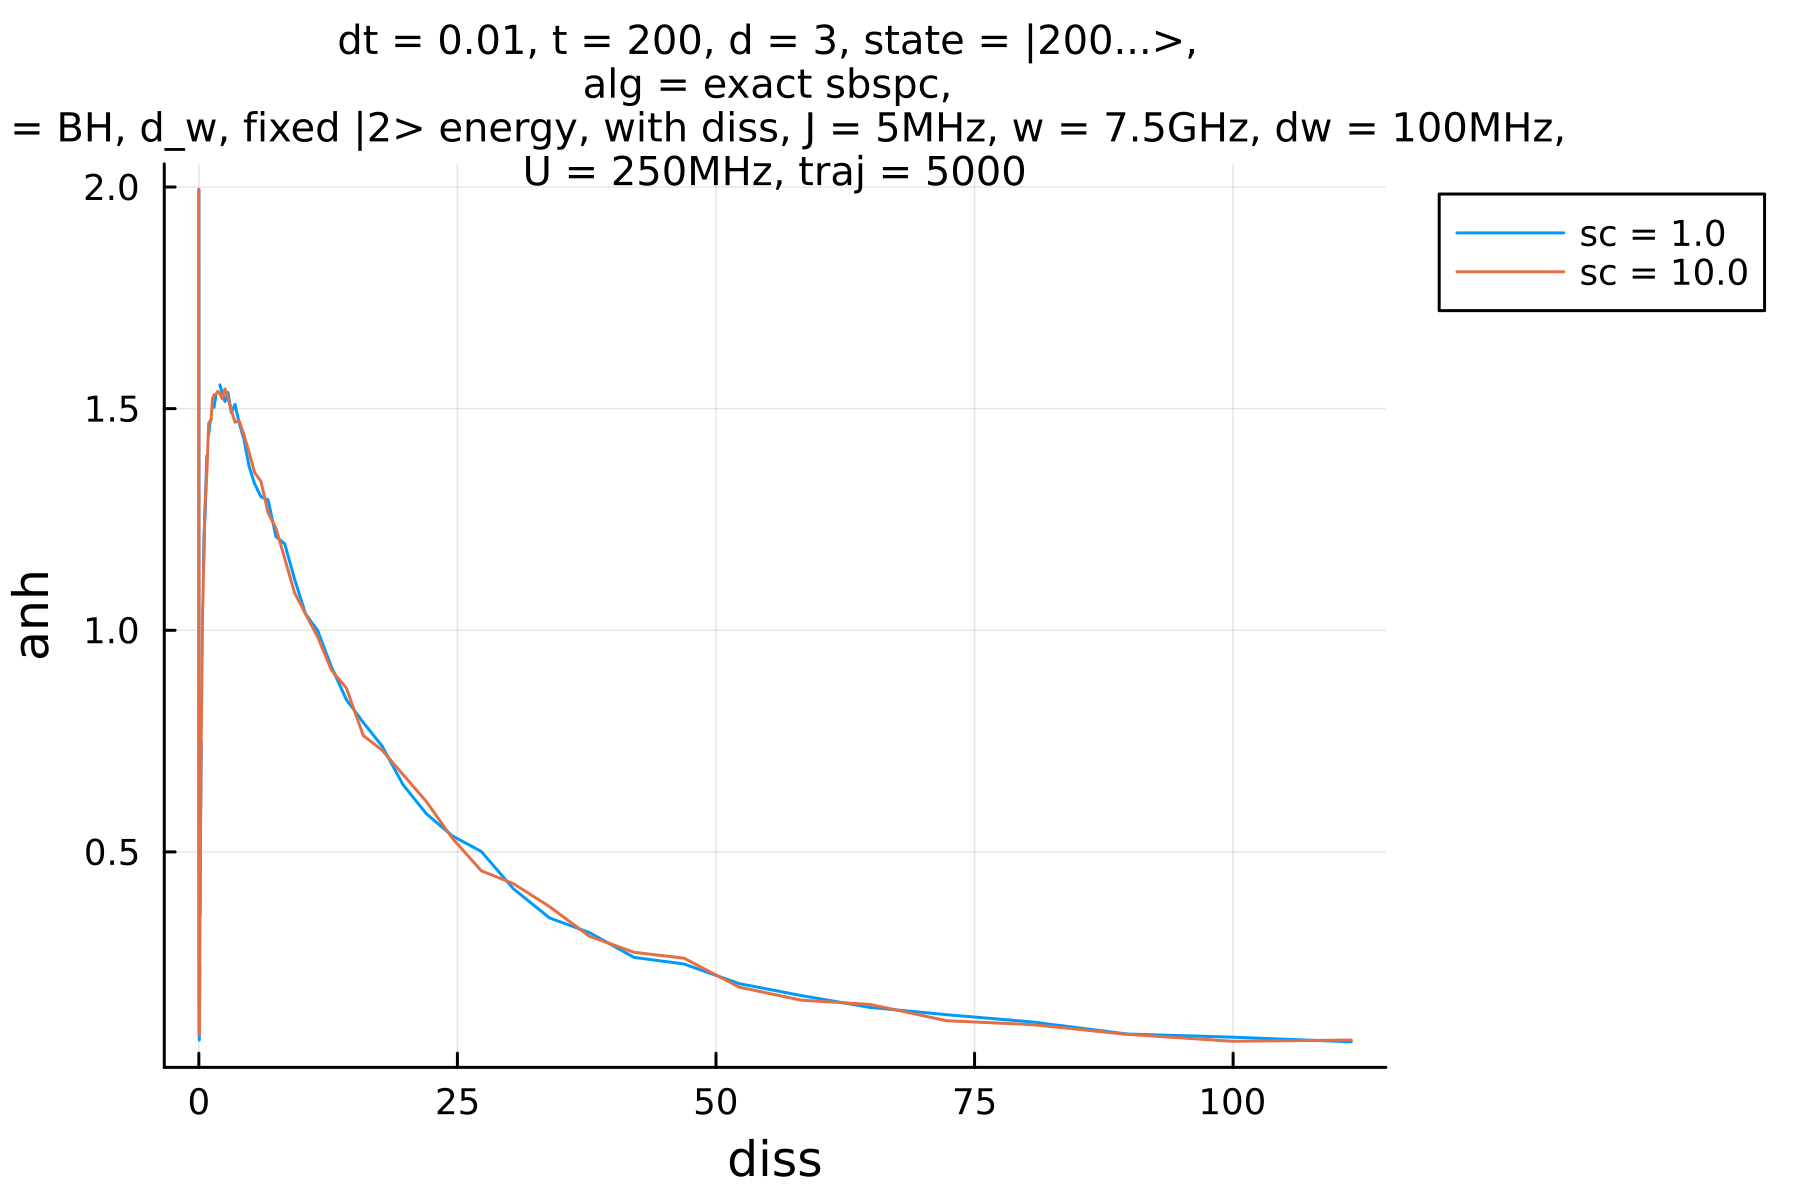 dt = 0.01, t = 200, d = 3, state = |200...>,
alg = exact sbspc,
= BH, d_w, fixed |2> energy, with diss, J = 5MHz, w = 7.5GHz, dw = 100MHz,
U = 250MHz, traj = 5000
2.0
1.5
1.0
0.5
anh
0
25
50
75
100
diss
sc = 1.0
sc = 10.0